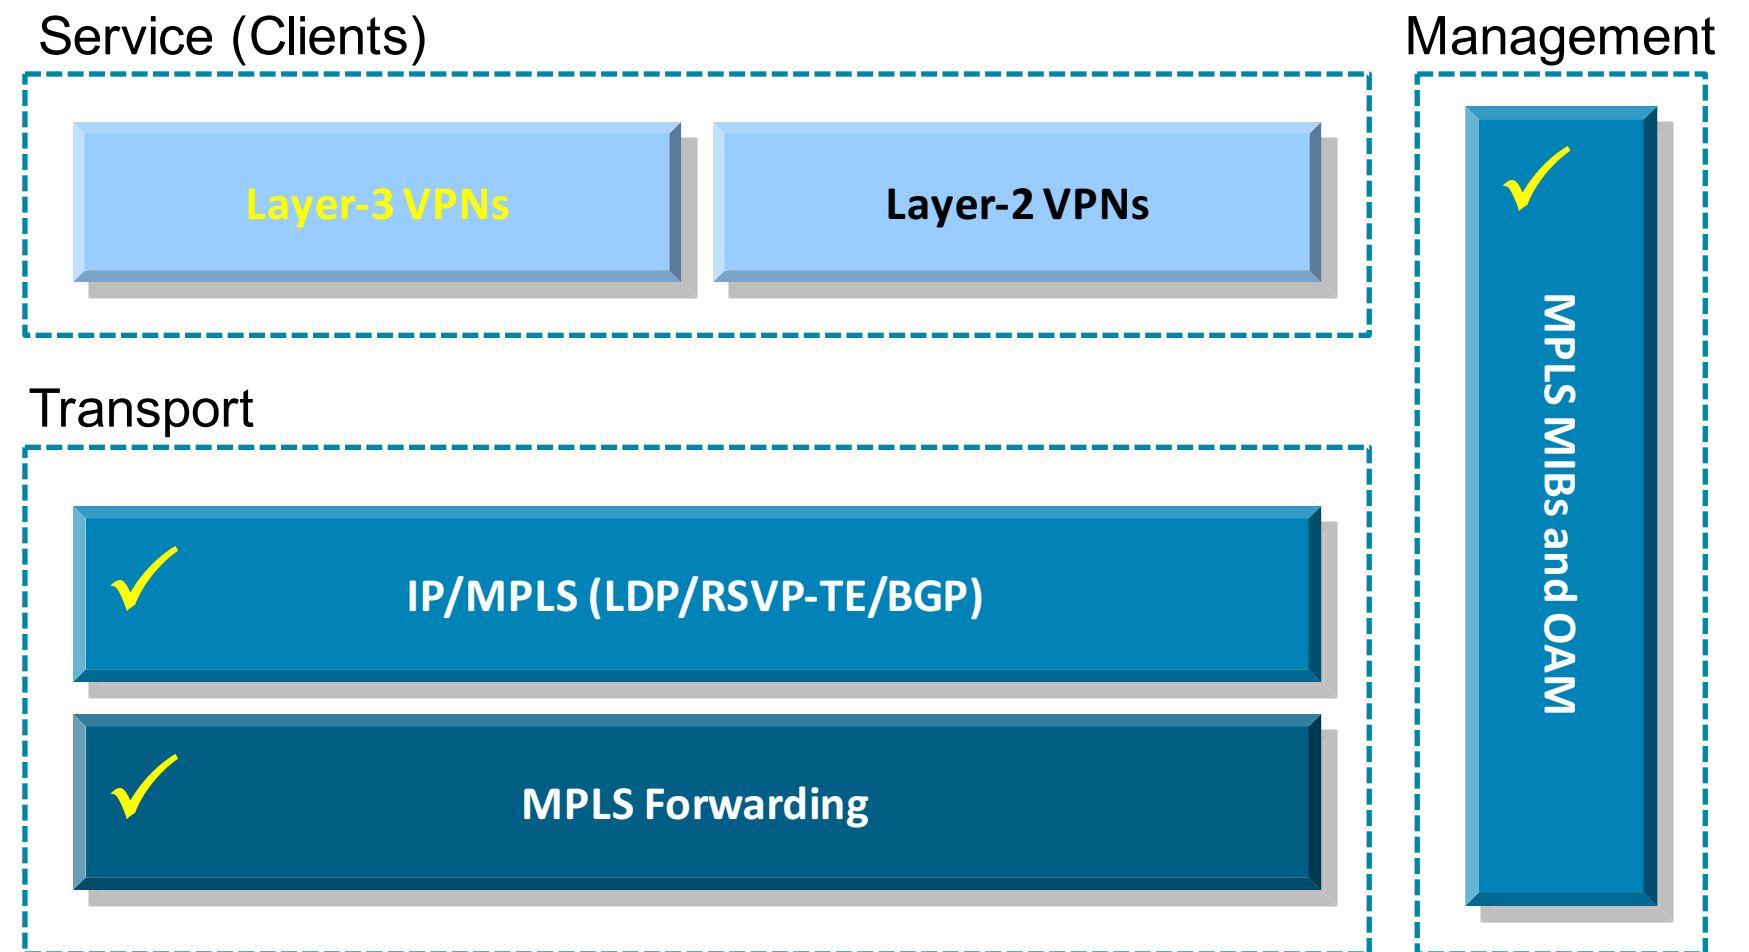 Service (Clients)
Management
Layer-3 VPNs
Layer-2 VPNs
MPLS MIBs and OAM
Transport
IP/MPLS (LDP/RSVP-TE/BGP)
MPLS Forwarding